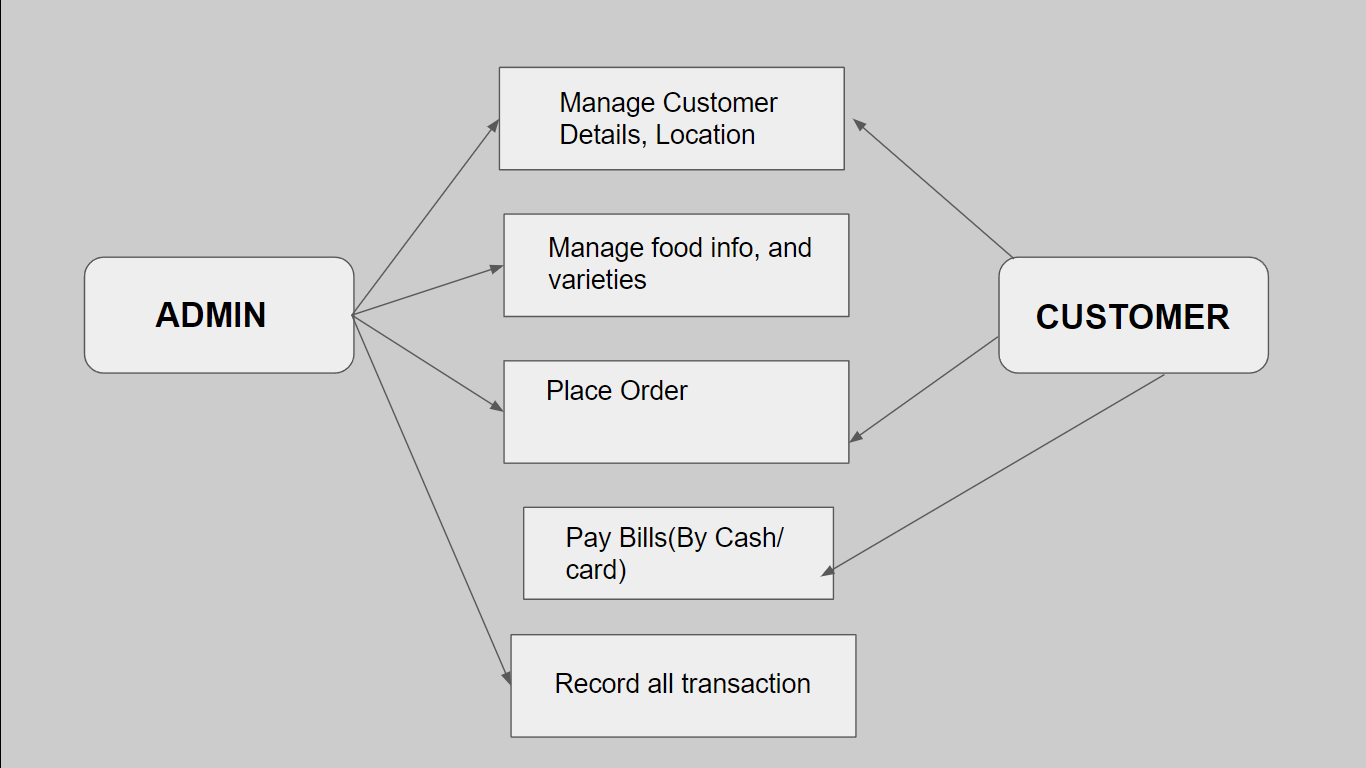 Manage Customer
Details, Location
Manage food info, and
varieties
ADMIN
CUSTOMER
Place Order
Pay Bills(By Cash/
card)
Record all transaction